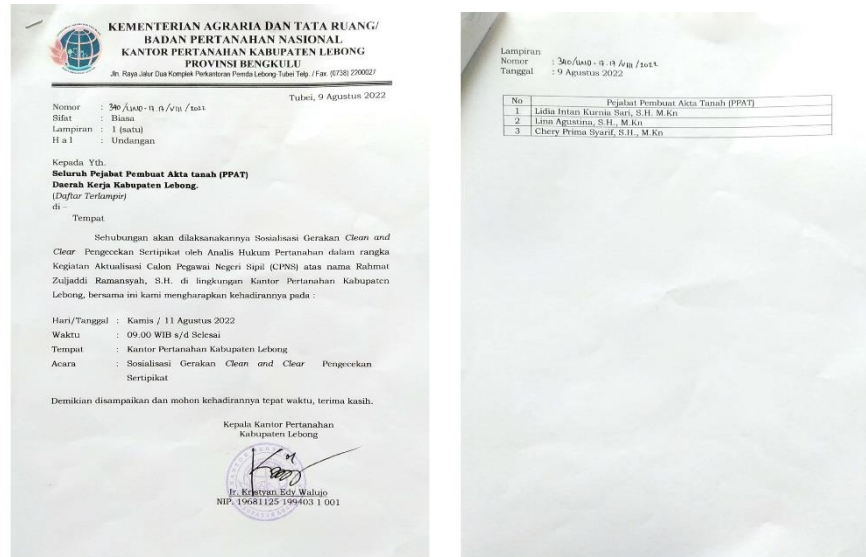 KEMENTERIAN AGRARIA DAN TATA RUANG/
BADAN PERTANAHAN NASIONAL
KANTOR PERTANAHAN KABUPATEN LEBONG
PROVINSI BENGKULU
Jln. Raya Jalur Dua Komplek Perkantoran Pemda Lebong-Tubei Telp. / Fax. (0738) 2200027
Tubei, 9 Agustus 2022
Nomor : 340/UND-17.17/VIII/2022
Sifat : Biasa
Lampiran : 1 (satu)
H a l : Undangan
Kepada Yth.
Seluruh Pejabat Pembuat Akta tanah (PPAT)
Daerah Kerja Kabupaten Lebong.
(Daftar Terlampir)
di –
Tempat
Sehubungan akan dilaksanakannya Sosialisasi Gerakan Clean and
Clear Pengecekan Sertipikat oleh Analis Hukum Pertanahan dalam rangka
Kegiatan Aktualisasi Calon Pegawai Negeri Sipil (CPNS) atas nama Rahmat
Zuljaddi Ramansyah, S.H. di lingkungan Kantor Pertanahan Kabupaten
Lebong, bersama ini kami mengharapkan kehadirannya pada :
Hari/Tanggal : Kamis / 11 Agustus 2022
Waktu : 09.00 WIB s/d Selesai
Tempat : Kantor Pertanahan Kabupaten Lebong
Acara : Sosialisasi Gerakan Clean and Clear Pengecekan
Sertipikat
Demikian disampaikan dan mohon kehadirannya tepat waktu, terima kasih.
Kepala Kantor Pertanahan
Kabupaten Lebong
Ir. Kristyan Edy Walujo
NIP. 19681125 199403 1 001
Lampiran
Nomor : 340/UND-17.17/VIII/2022
Tanggal : 9 Agustus 2022
No Pejabat Pembuat Akta Tanah (PPAT)
1 Lidia Intan Kurnia Sari, S.H. M.Kn
2 Lina Agustina, S.H., M.Kn
3 Chery Prima Syarif, S.H., M.Kn